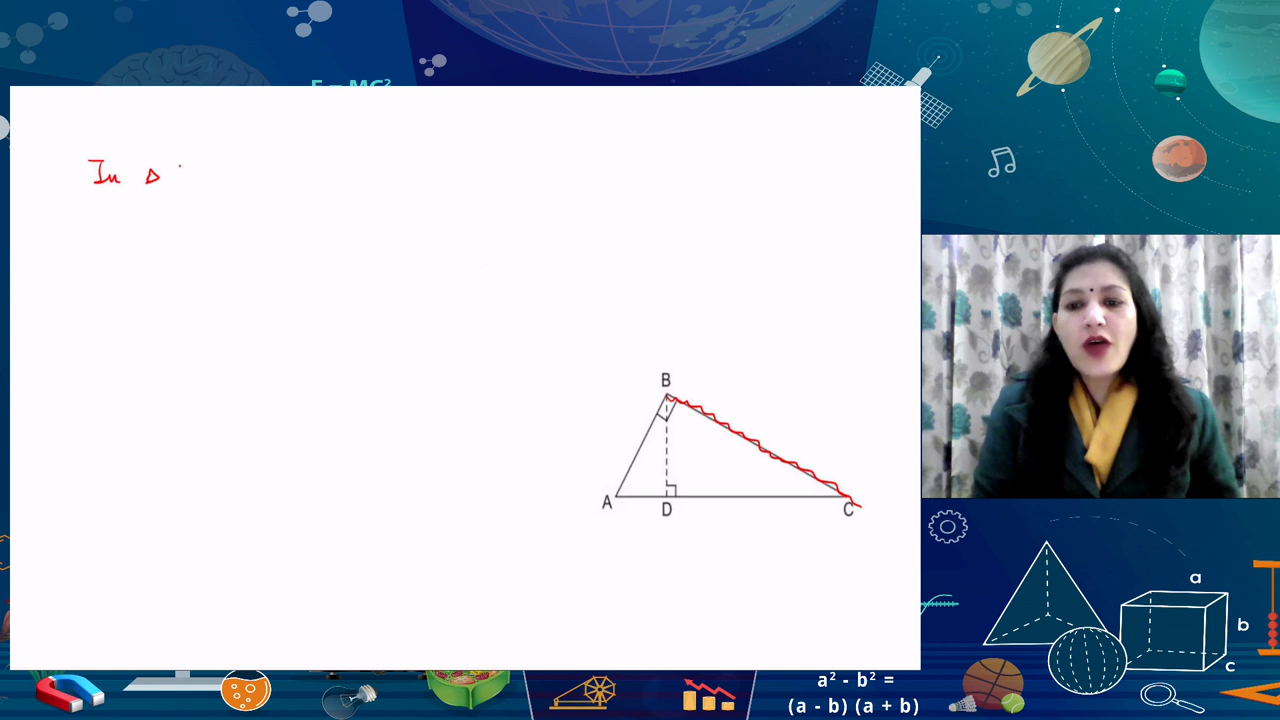 E = MC²
In Δ
B
A
D
C
a
b
c
a² - b² =
(a - b) (a + b)